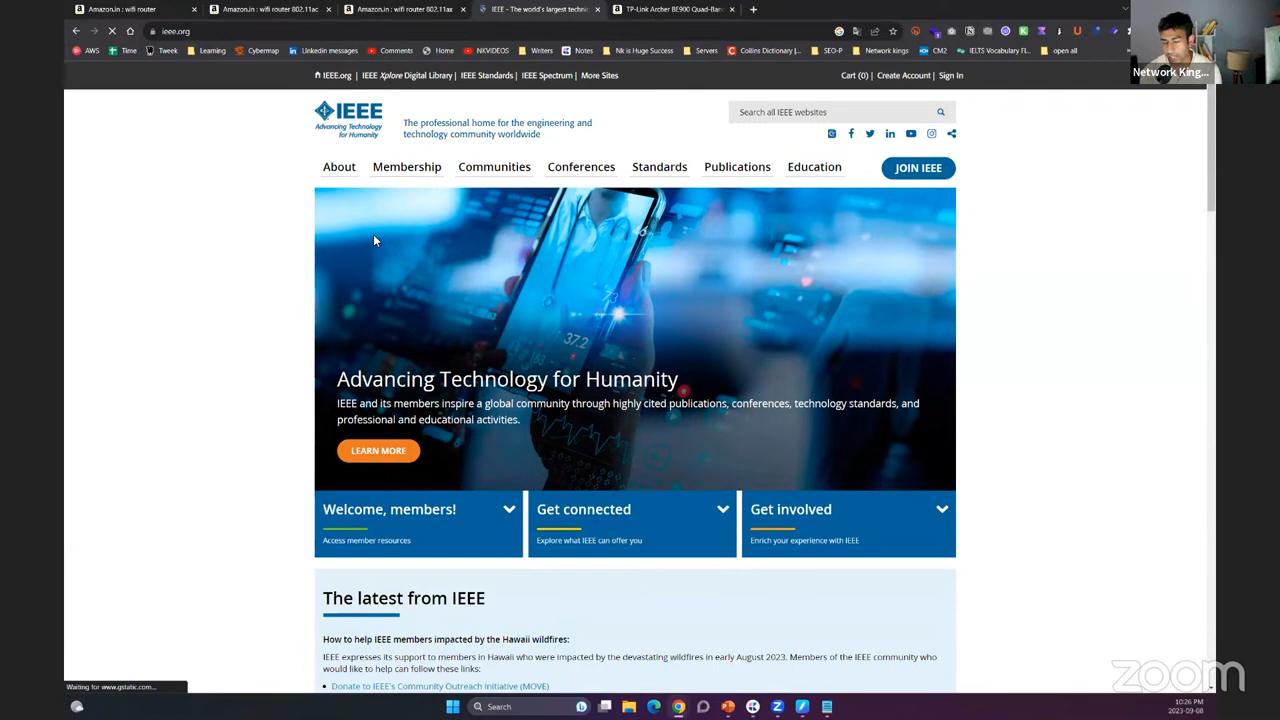 Amazon.in : wifi router
Amazon.in : wifi router 802.11ac
Amazon.in : wifi router 802.11ax
IEEE - The world's largest techni
TP-Link Archer BE900 Quad-Ban
ieee.org
AWS
Time
Tweek
Learning
Cybermap
Linkedin messages
Comments
Home
NKVIDEOS
Writers
Notes
Nk is Huge Success
Servers
Collins Dictionary |...
SEO-P
Network kings
CM2
IELTS Vocabulary Fl...
open all
Network King...
IEEE.org | IEEE Xplore Digital Library | IEEE Standards | IEEE Spectrum | More Sites
Cart (0) | Create Account | Sign In
IEEE
Advancing Technology
for Humanity
The professional home for the engineering and
technology community worldwide
Search all IEEE websites
About
Membership
Communities
Conferences
Standards
Publications
Education
JOIN IEEE
73
37.2
Advancing Technology for Humanity
IEEE and its members inspire a global community through highly cited publications, conferences, technology standards, and
professional and educational activities.
LEARN MORE
Welcome, members!
Access member resources
Get connected
Explore what IEEE can offer you
Get involved
Enrich your experience with IEEE
The latest from IEEE
How to help IEEE members impacted by the Hawaii wildfires:
IEEE expresses its support to members in Hawaii who were impacted by the devastating wildfires in early August 2023. Members of the IEEE community who
would like to help can follow these links:
• Donate to IEEE's Community Outreach Initiative (MOVE)
Waiting for www.gstatic.com...
zoom
Search
10:26 PM
2023-09-08